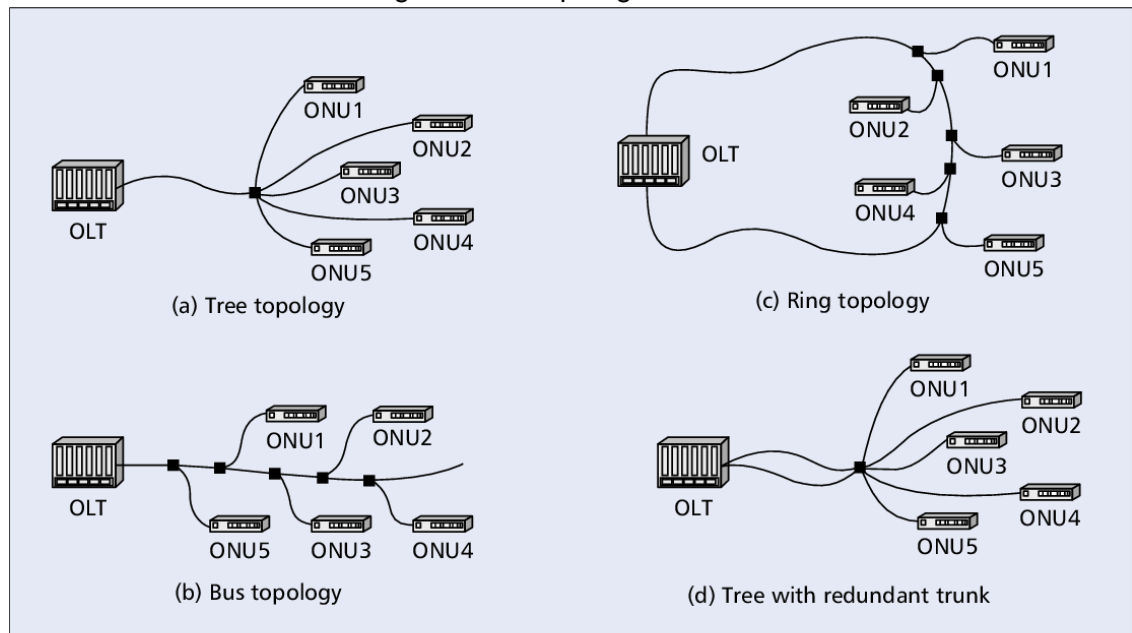 ONU1
ONU2
ONU3
OLT
ONU4
ONU5
(a) Tree topology
ONU1
ONU2
OLT
ONU3
ONU4
ONU5
(c) Ring topology
ONU1
ONU2
OLT
ONU5
ONU3
ONU4
(b) Bus topology
ONU1
ONU2
ONU3
OLT
ONU4
ONU5
(d) Tree with redundant trunk